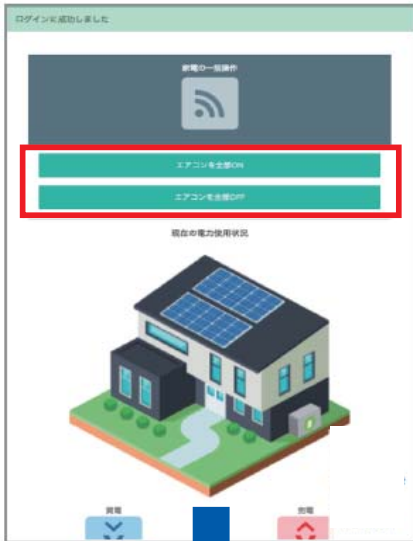 ログインに成功しました
家電の一括操作
エアコンを全部ON
エアコンを全部OFF
現在の電力使用状況
買電
売電